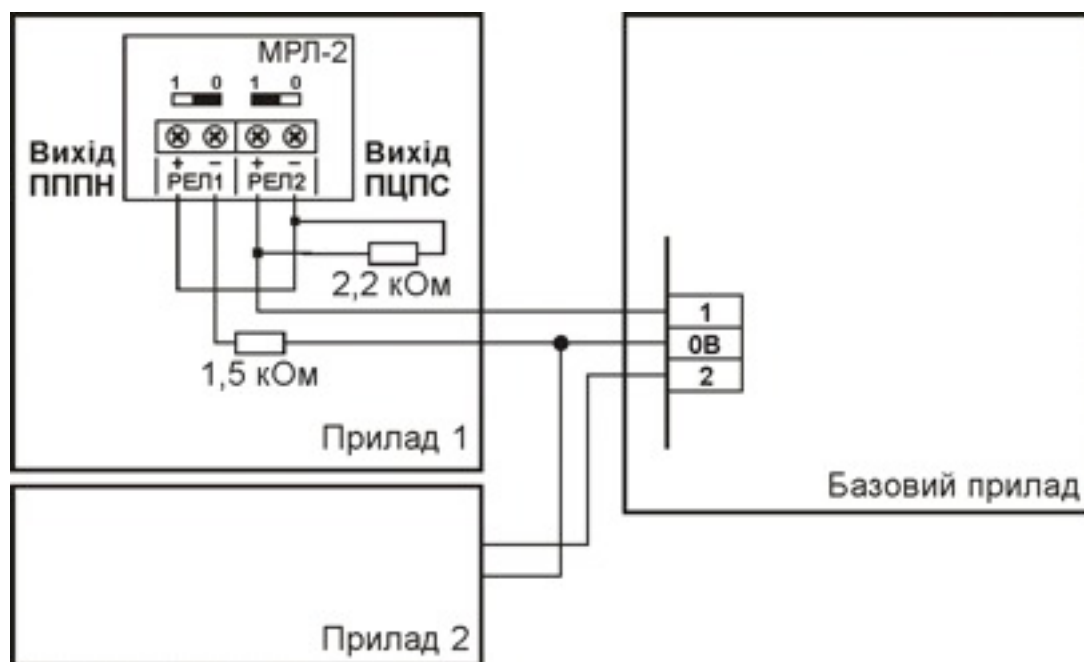 МРЛ-2
1 0 1 0
Вихід
ПППН
Вихід
ПЦПС
+ − + −
РЕЛ1 РЕЛ2
2,2 кОм
1,5 кОм
Прилад 1
1
0В
2
Базовий прилад
Прилад 2